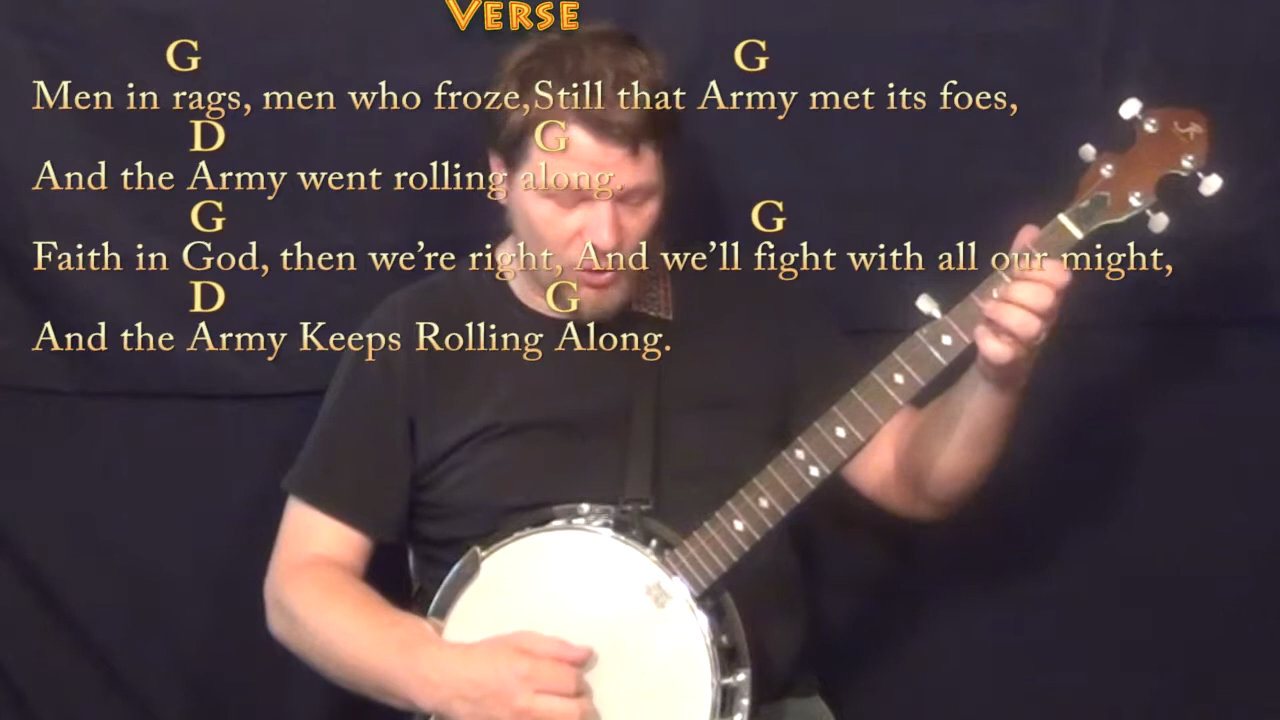 VERSE
G G
Men in rags, men who froze,Still that Army met its foes,
D G
And the Army went rolling along.
G G
Faith in God, then we're right, And we'll fight with all our might,
D G
And the Army Keeps Rolling Along.